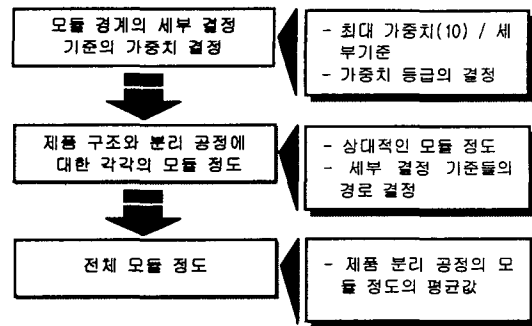 모듈 경계의 세부 결정
기준의 가중치 결정
- 최대 가중치(10) / 세
부기준
- 가중치 등급의 결정
제품 구조와 분리 공정에
대한 각각의 모듈 정도
- 상대적인 모듈 정도
- 세부 결정 기준들의
경로 결정
전체 모듈 정도
- 제품 분리 공정의 모
듈 정도의 평균값